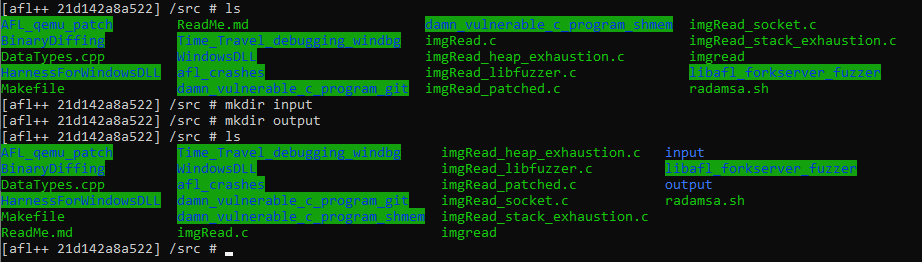 [afl++ 21d142a8a522] /src # ls
AFL_qemu_patch ReadMe.md damn_vulnerable_c_program_shmem imgRead_socket.c
BinaryDiffing Time_Travel_debugging_windbg imgRead.c imgRead_stack_exhaustion.c
DataTypes.cpp WindowsDLL imgRead_heap_exhaustion.c imgread
HarnessForWindowsDLL afl_crashes imgRead_libfuzzer.c libafl_forkserver_fuzzer
Makefile damn_vulnerable_c_program_git imgRead_patched.c radamsa.sh
[afl++ 21d142a8a522] /src # mkdir input
[afl++ 21d142a8a522] /src # mkdir output
[afl++ 21d142a8a522] /src # ls
AFL_qemu_patch Time_Travel_debugging_windbg imgRead_heap_exhaustion.c input
BinaryDiffing WindowsDLL imgRead_libfuzzer.c libafl_forkserver_fuzzer
DataTypes.cpp afl_crashes imgRead_patched.c output
HarnessForWindowsDLL damn_vulnerable_c_program_git imgRead_socket.c radamsa.sh
Makefile damn_vulnerable_c_program_shmem imgRead_stack_exhaustion.c
ReadMe.md imgRead.c imgread
[afl++ 21d142a8a522] /src #